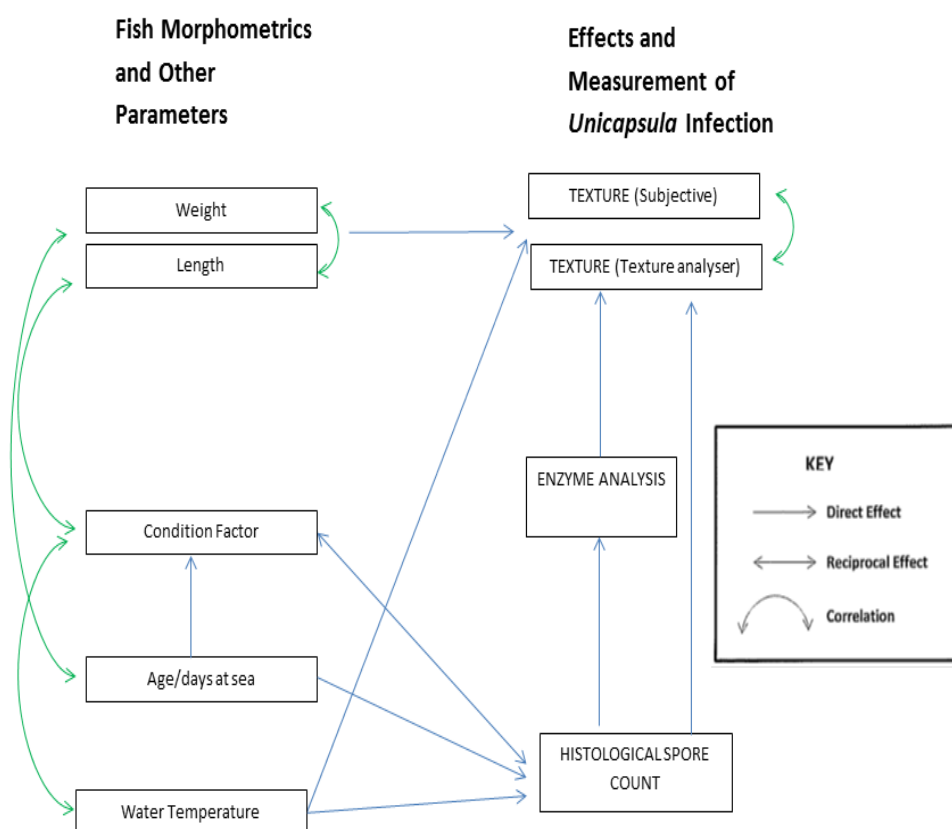 Fish Morphometrics
and Other
Parameters
Effects and
Measurement of
Unicapsula Infection
Weight
Length
TEXTURE (Subjective)
TEXTURE (Texture analyser)
ENZYME ANALYSIS
KEY
Direct Effect
Reciprocal Effect
Correlation
Condition Factor
Age/days at sea
HISTOLOGICAL SPORE
COUNT
Water Temperature